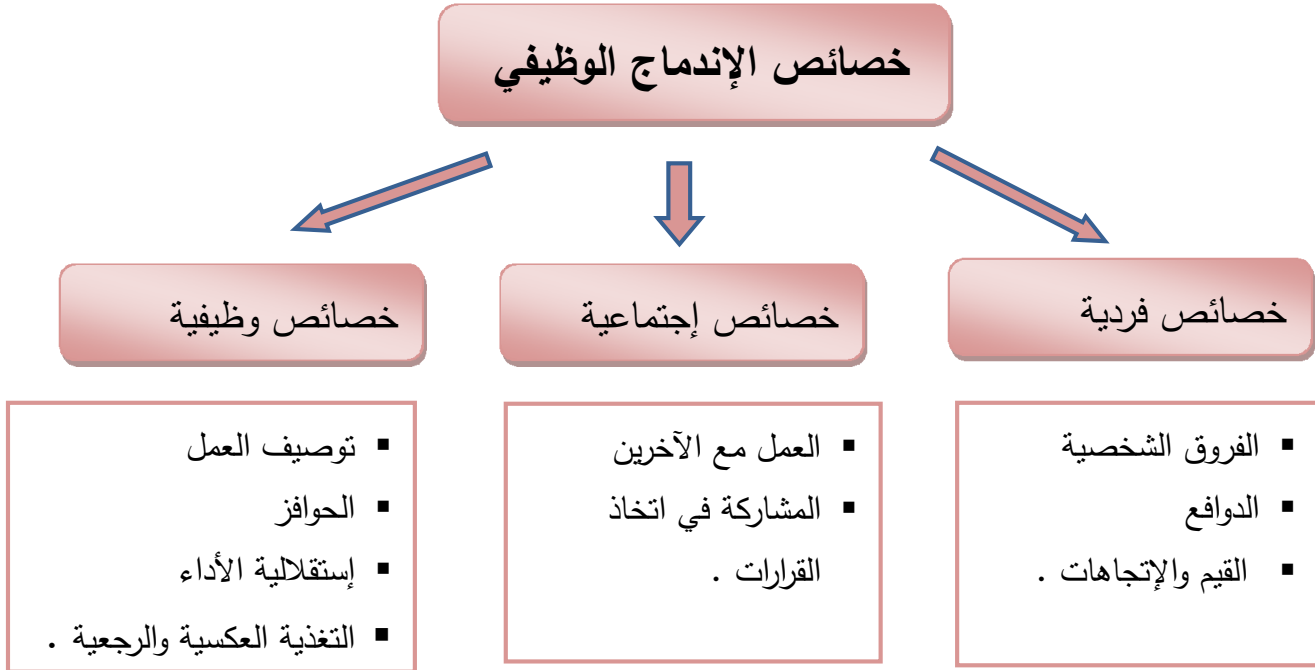 خصائص الإندماج الوظيفي
خصائص فردية
▪ الفروق الشخصية
▪ الدوافع
▪ القيم والإتجاهات .
خصائص إجتماعية
▪ العمل مع الآخرين
▪ المشاركة في اتخاذ
القرارات .
خصائص وظيفية
▪ توصيف العمل
▪ الحوافز
▪ إستقلالية الأداء
▪ التغذية العكسية والرجعية .